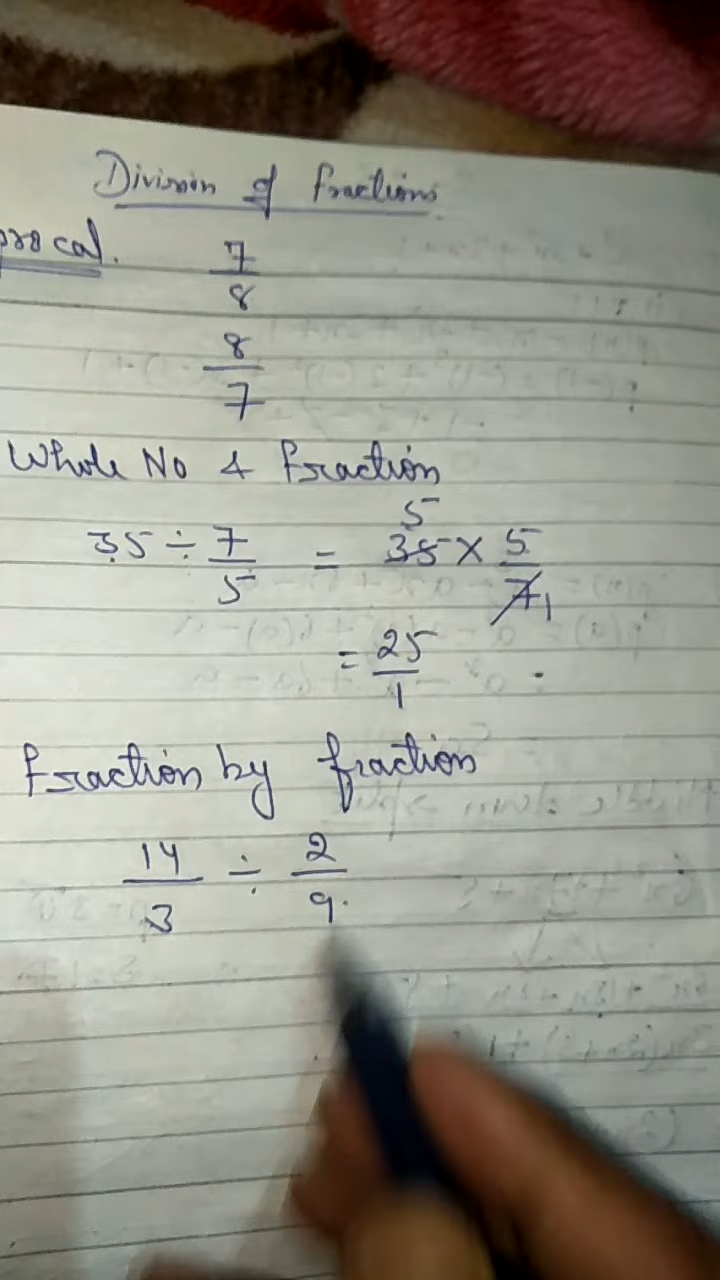 Division of fractions
procal.
7
8
8
7
Whole No & fraction
5
35 ÷ 7/5 = 35 × 5/7 1
= 25/1
fraction by fraction
14/3 ÷ 2/9